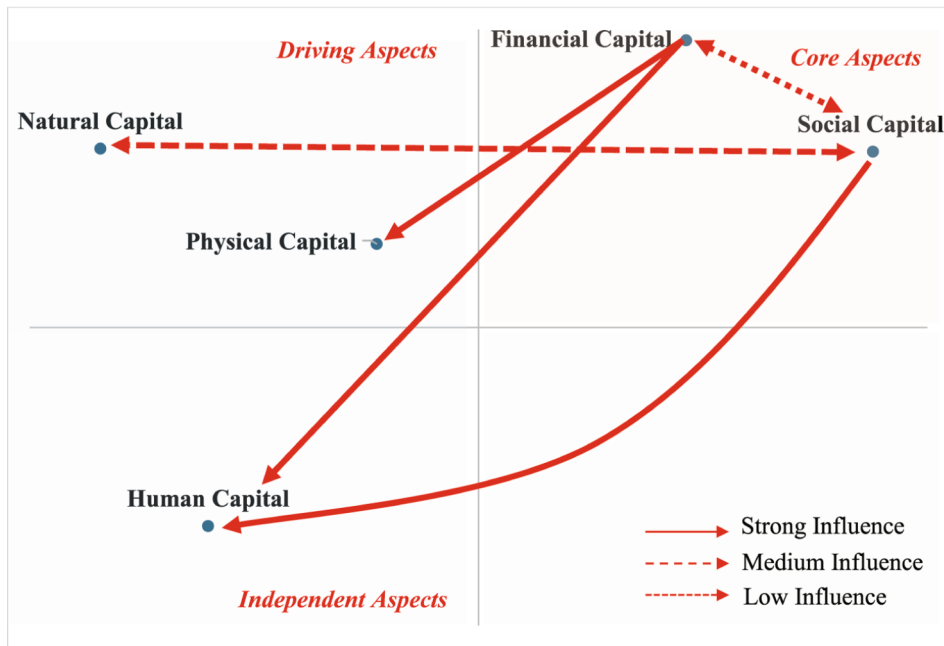 Driving Aspects
Financial Capital
Core Aspects
Natural Capital
Social Capital
Physical Capital
Human Capital
Independent Aspects
Strong Influence
Medium Influence
Low Influence